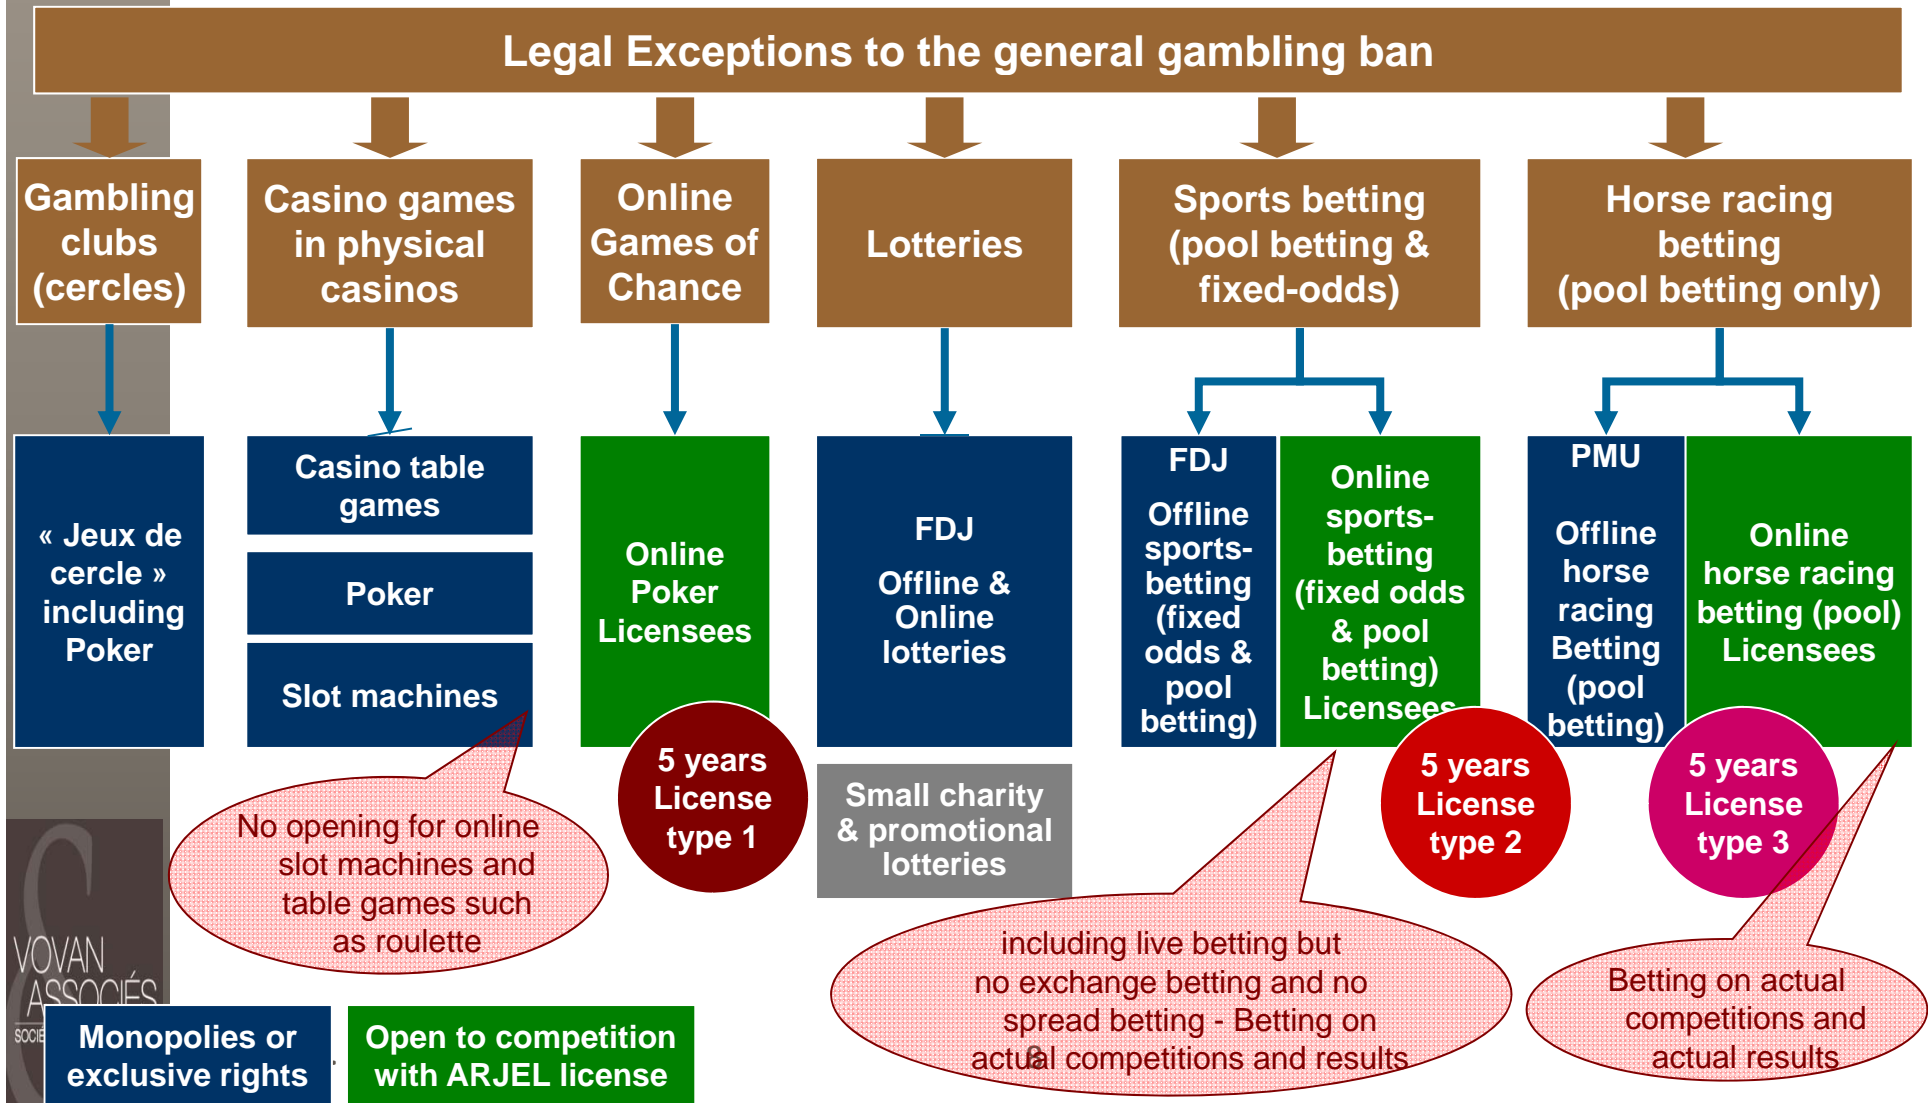 Legal Exceptions to the general gambling ban
Gambling
clubs
(cercles)
Casino games
in physical
casinos
Online
Games of
Chance
Lotteries
Sports betting
(pool betting &
fixed-odds)
Horse racing
betting
(pool betting only)
« Jeux de
cercle »
including
Poker
Casino table
games
Poker
Slot machines
Online
Poker
Licensees
FDJ
Offline &
Online
lotteries
FDJ
Offline
sports-
betting
(fixed
odds &
pool
betting)
Online
sports-
betting
(fixed odds
& pool
betting)
Licensees
PMU
Offline
horse
racing
Betting
(pool
betting)
Online
horse racing
betting (pool)
Licensees
5 years
License
type 1
5 years
License
type 2
5 years
License
type 3
Small charity
& promotional
lotteries
No opening for online
slot machines and
table games such
as roulette
including live betting but
no exchange betting and no
spread betting - Betting on
actual competitions and results
Betting on actual
competitions and
actual results
VOVAN
ASSOCIÉS
Monopolies or
exclusive rights
Open to competition
with ARJEL license